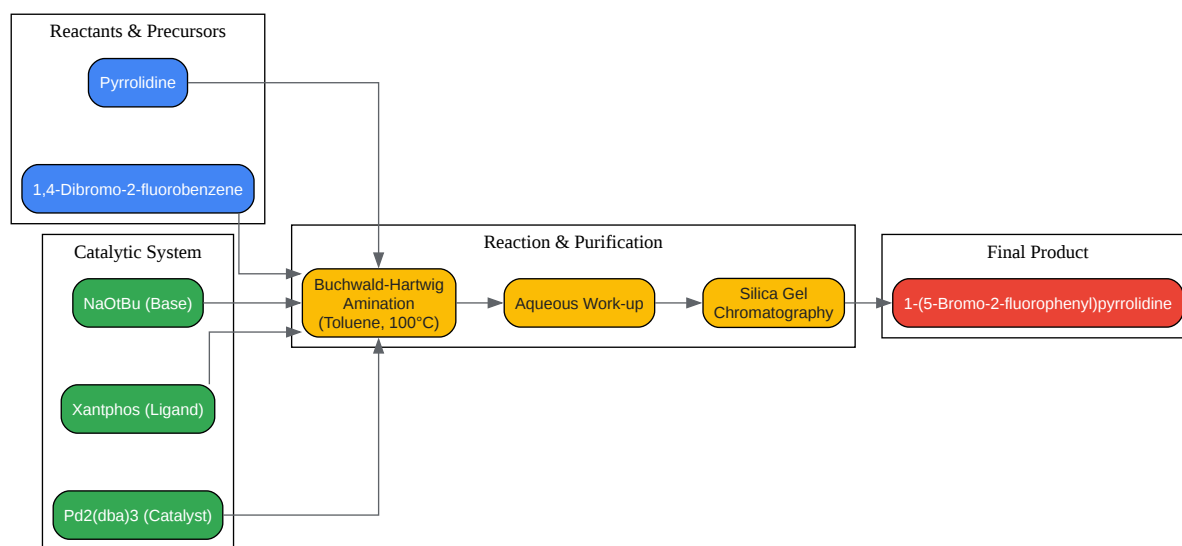 Reactants & Precursors
Pyrrolidine
1,4-Dibromo-2-fluorobenzene
Catalytic System
NaOtBu (Base)
Xantphos (Ligand)
Pd2(dba)3 (Catalyst)
Reaction & Purification
Buchwald-Hartwig
Amination
(Toluene, 100°C)
Aqueous Work-up
Silica Gel
Chromatography
Final Product
1-(5-Bromo-2-fluorophenyl)pyrrolidine